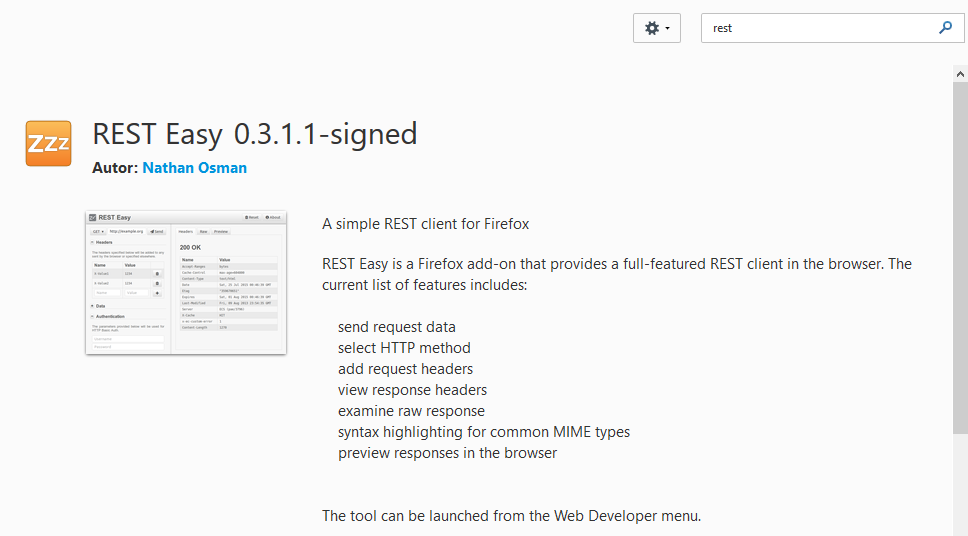 rest
Zzz
REST Easy 0.3.1.1-signed
Autor: Nathan Osman
REST Easy
Reset
About
GET
http://example.org
Send
Headers
Raw
Preview
Headers
200 OK
Name
Value
Name
Value
Data
Authentication
A simple REST client for Firefox
REST Easy is a Firefox add-on that provides a full-featured REST client in the browser. The
current list of features includes:
send request data
select HTTP method
add request headers
view response headers
examine raw response
syntax highlighting for common MIME types
preview responses in the browser
The tool can be launched from the Web Developer menu.